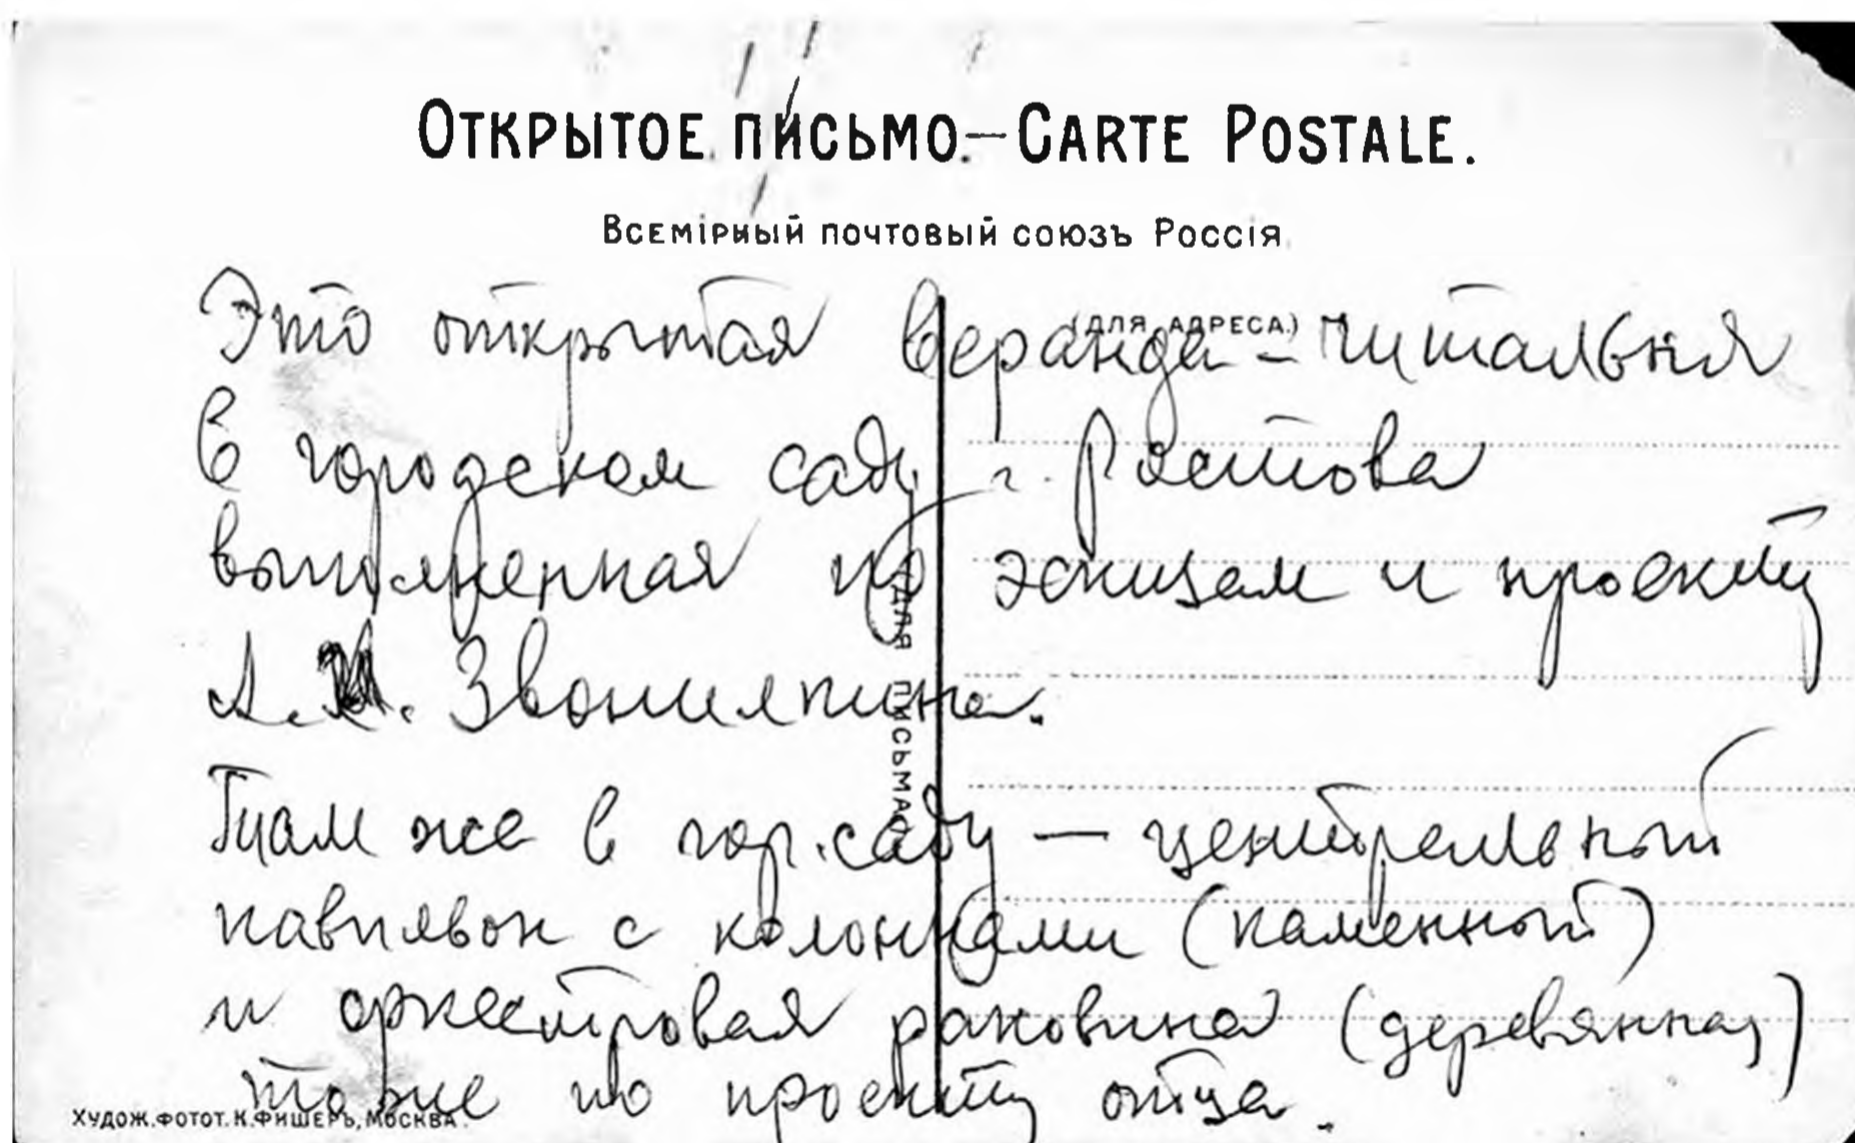 Открытое письмо.—Carte Postale.
Всемірный почтовый союзъ Россія.
(для адреса.)
Это открытая веранда – читальня
в городском саду г. Ростова
выполненная по эскизам и проекту
А. Х. Звонилкина.
(для письма)
Там же в гор. саду — центральный
павильон с колоннами (каменный)
и оркестровая раковина (деревянная)
тоже по проекту отца.
Худож. фотот. К. Фишеръ, Москва.